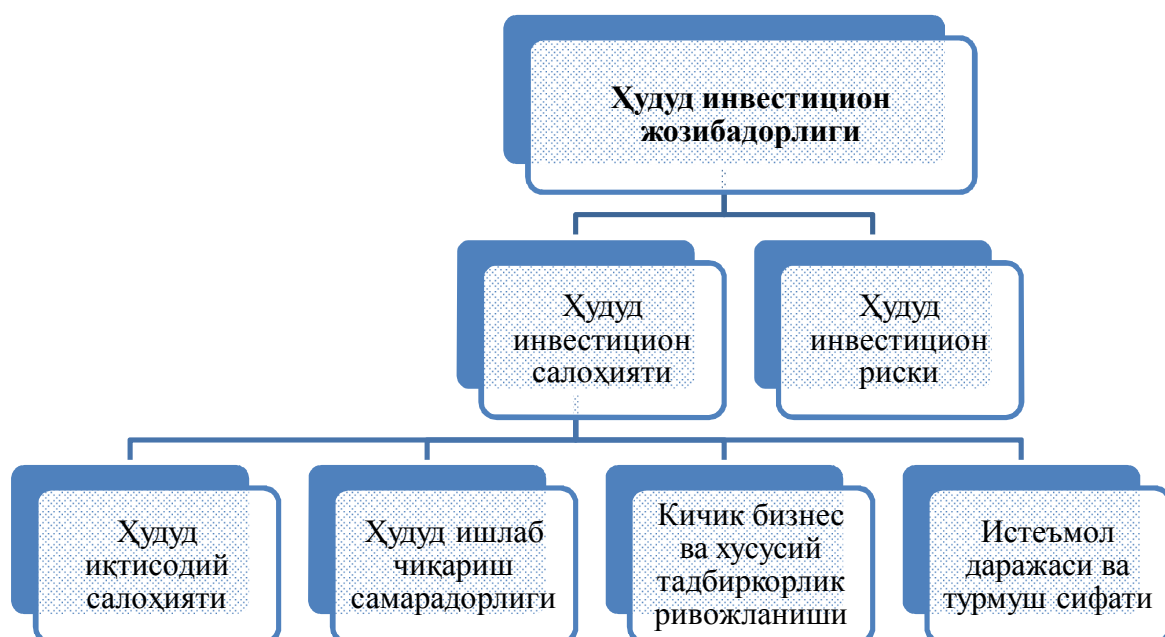 Ҳудуд инвестицион
жозибадорлиги
Ҳудуд
инвестицион
салоҳияти
Ҳудуд
инвестицион
риски
Ҳудуд
иқтисодий
салоҳияти
Ҳудуд ишлаб
чиқариш
самарадорлиги
Кичик бизнес
ва хусусий
тадбиркорлик
ривожланиши
Истеъмол
даражаси ва
турмуш сифати